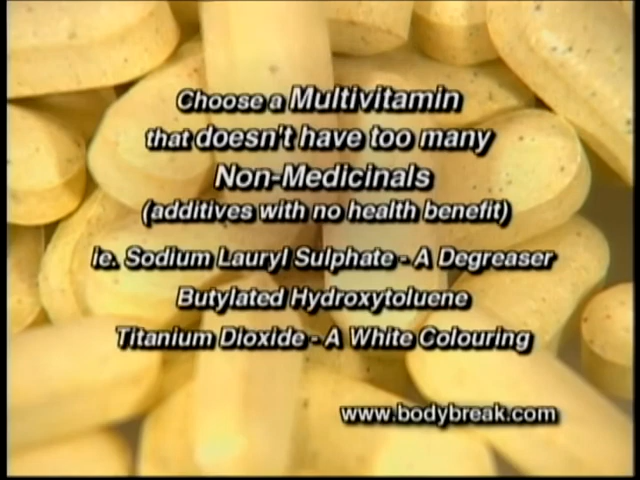 Choose a Multivitamin
that doesn't have too many
Non-Medicinals
(additives with no health benefit)
ie. Sodium Lauryl Sulphate - A Degreaser
Butylated Hydroxytoluene
Titanium Dioxide - A White Colouring
www.bodybreak.com